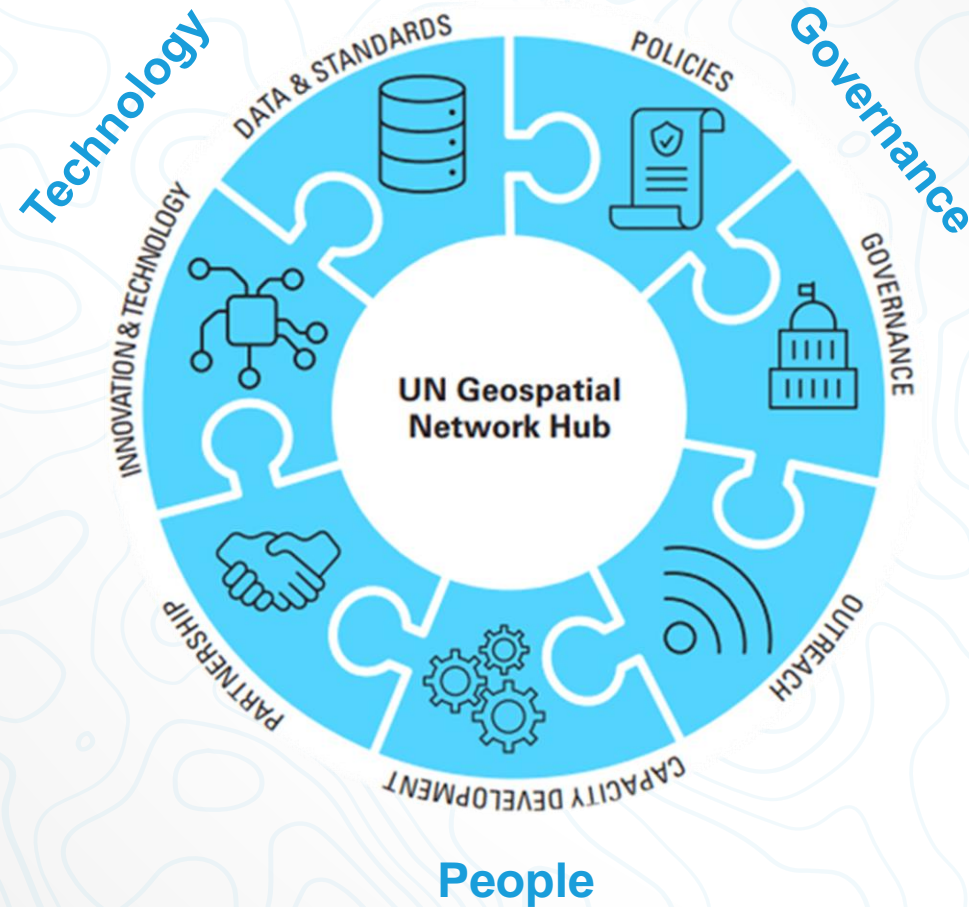 Technology
Governance
DATA & STANDARDS
POLICIES
GOVERNANCE
OUTREACH
CAPACITY DEVELOPMENT
PARTNERSHIP
INNOVATION & TECHNOLOGY
UN Geospatial
Network Hub
People